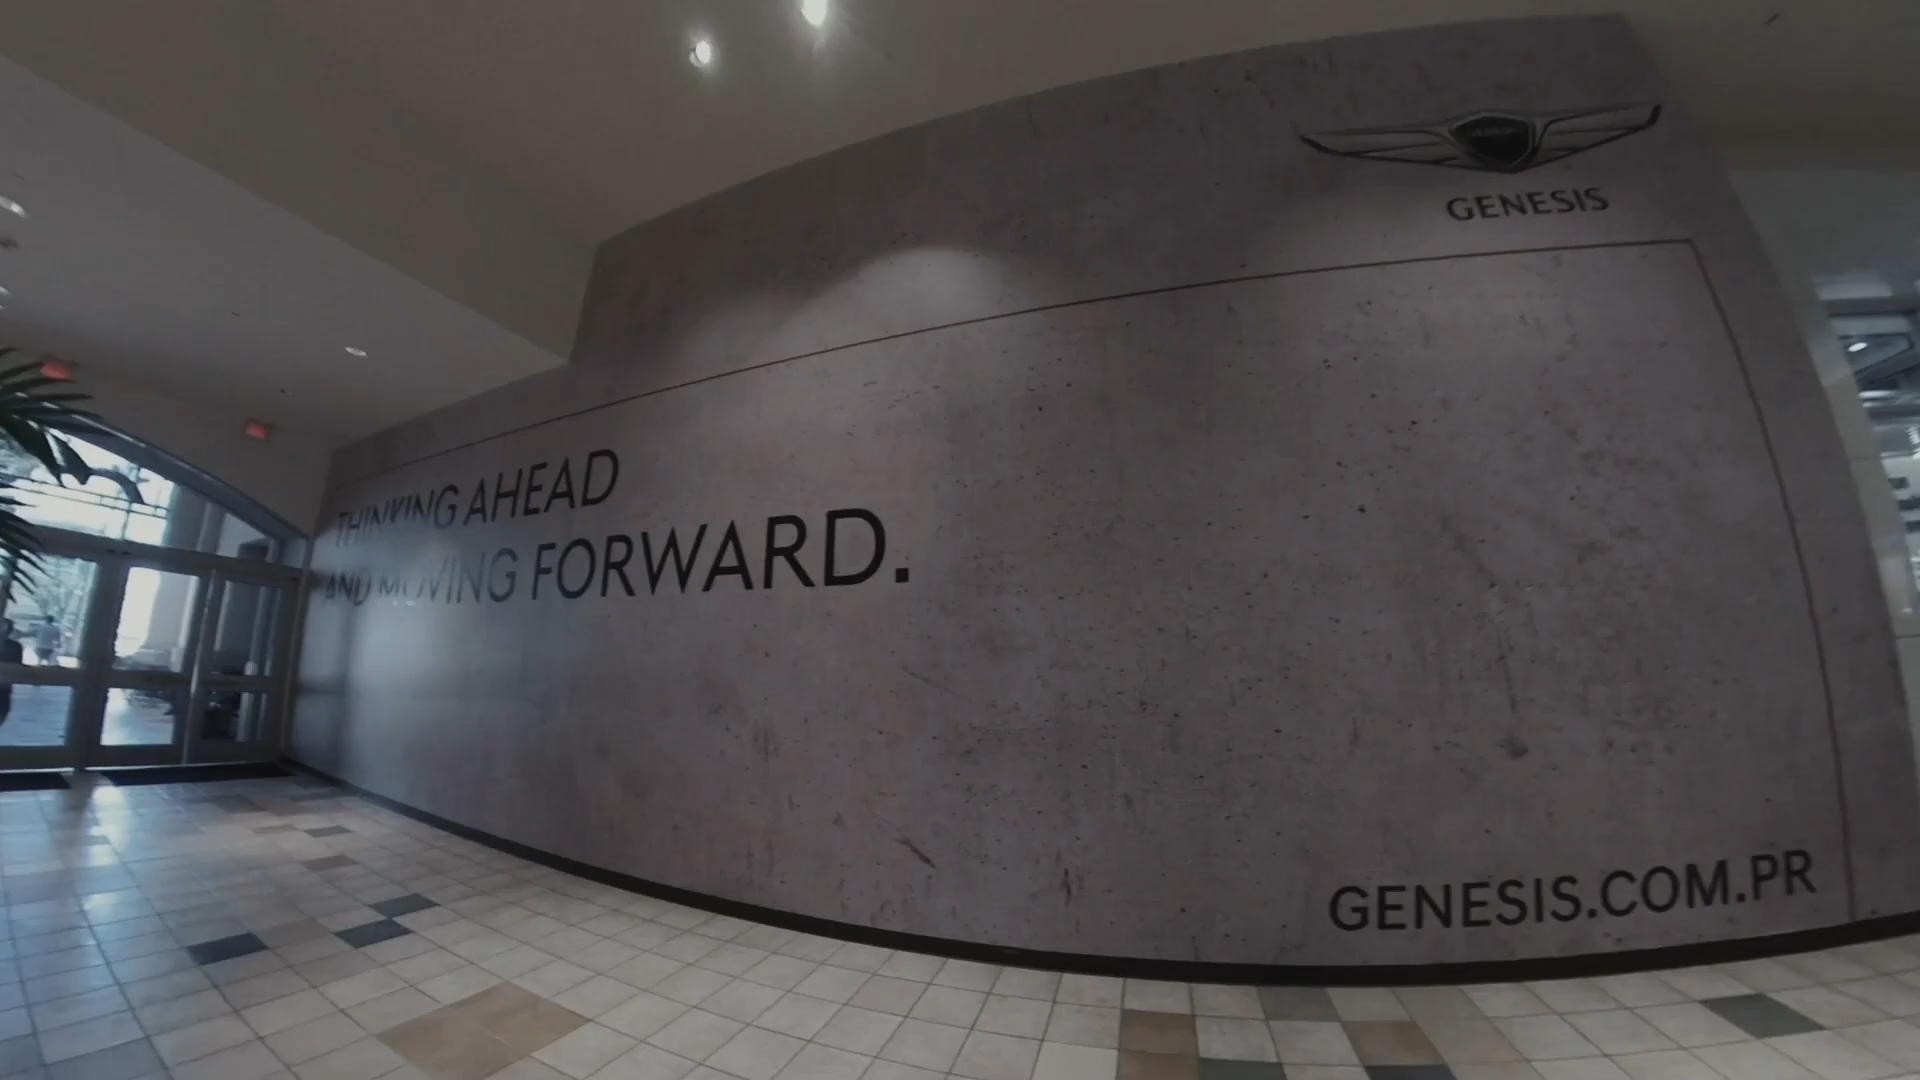 GENESIS
THINKING AHEAD
AND MOVING FORWARD.
GENESIS.COM.PR